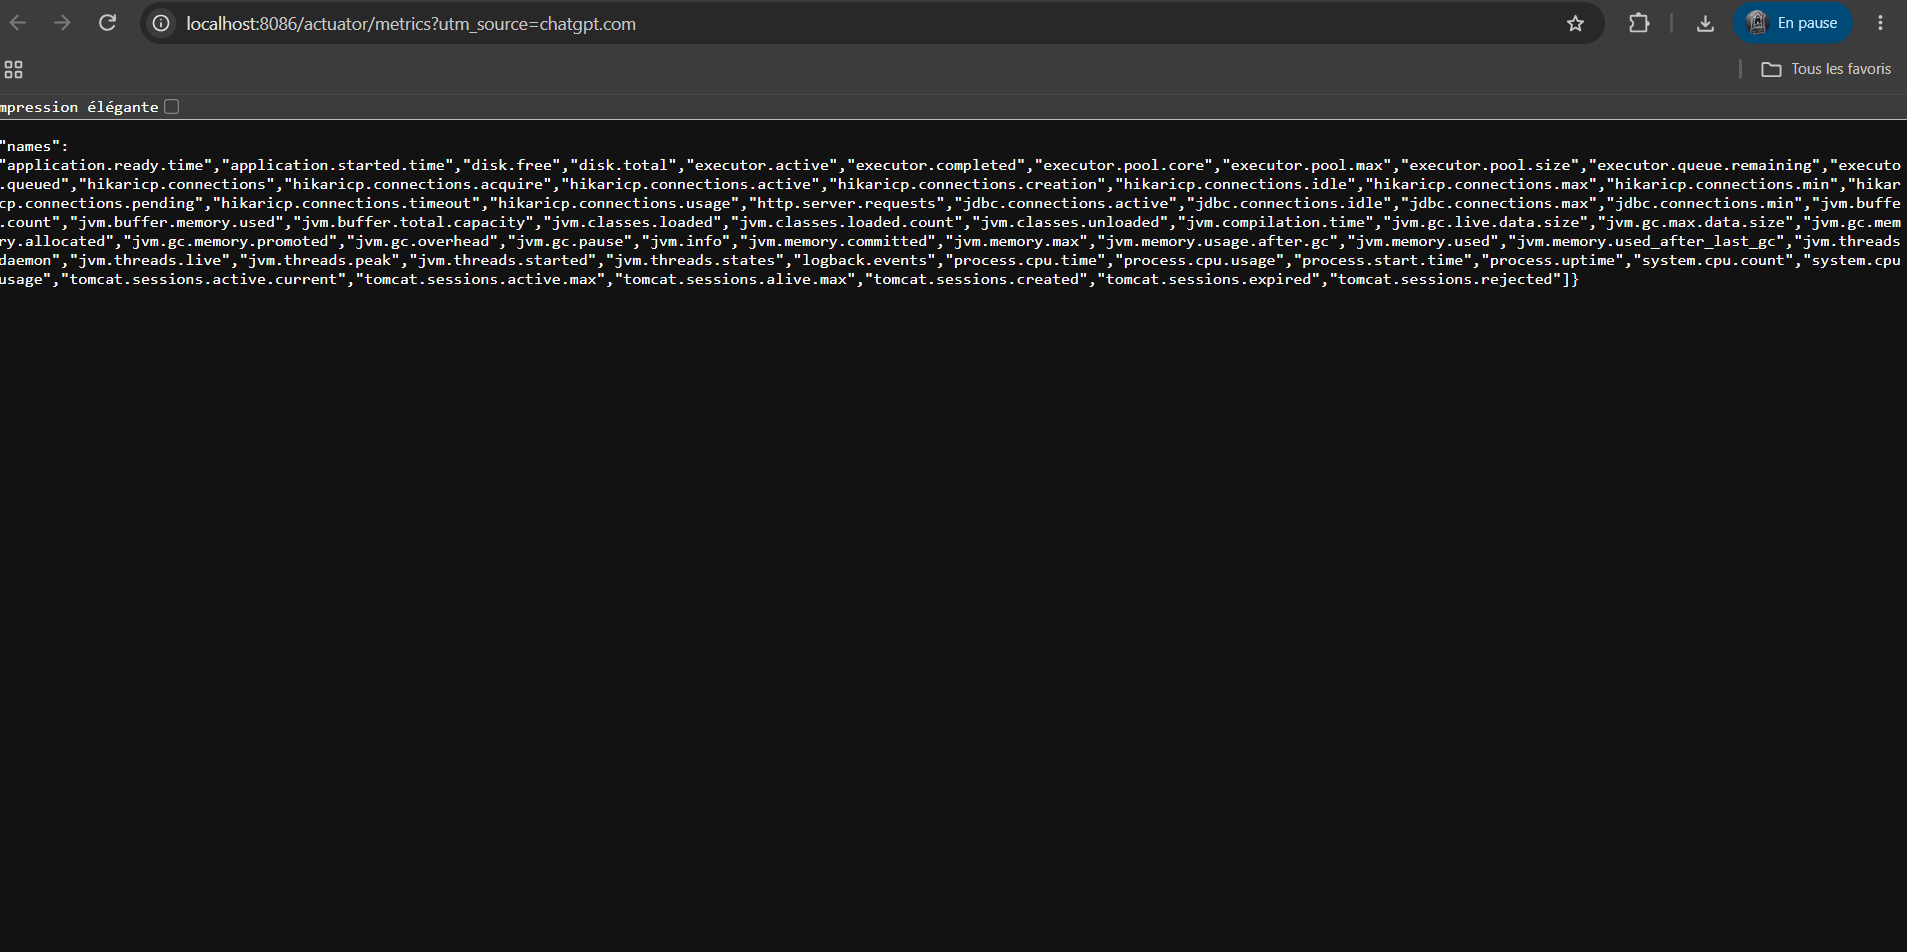 localhost:8086/actuator/metrics?utm_source=chatgpt.com
En pause
Tous les favoris
mpression élégante
"names":
"application.ready.time","application.started.time","disk.free","disk.total","executor.active","executor.completed","executor.pool.core","executor.pool.max","executor.pool.size","executor.queue.remaining","executo
.queued","hikaricp.connections","hikaricp.connections.acquire","hikaricp.connections.active","hikaricp.connections.creation","hikaricp.connections.idle","hikaricp.connections.max","hikaricp.connections.min","hikar
cp.connections.pending","hikaricp.connections.timeout","hikaricp.connections.usage","http.server.requests","jdbc.connections.active","jdbc.connections.idle","jdbc.connections.max","jdbc.connections.min","jvm.buffe
.count","jvm.buffer.memory.used","jvm.buffer.total.capacity","jvm.classes.loaded","jvm.classes.loaded.count","jvm.classes.unloaded","jvm.compilation.time","jvm.gc.live.data.size","jvm.gc.max.data.size","jvm.gc.mem
ry.allocated","jvm.gc.memory.promoted","jvm.gc.overhead","jvm.gc.pause","jvm.info","jvm.memory.committed","jvm.memory.max","jvm.memory.usage.after.gc","jvm.memory.used","jvm.memory.used_after_last_gc","jvm.threads
daemon","jvm.threads.live","jvm.threads.peak","jvm.threads.started","jvm.threads.states","logback.events","process.cpu.time","process.cpu.usage","process.start.time","process.uptime","system.cpu.count","system.cpu
usage","tomcat.sessions.active.current","tomcat.sessions.active.max","tomcat.sessions.alive.max","tomcat.sessions.created","tomcat.sessions.expired","tomcat.sessions.rejected"]}